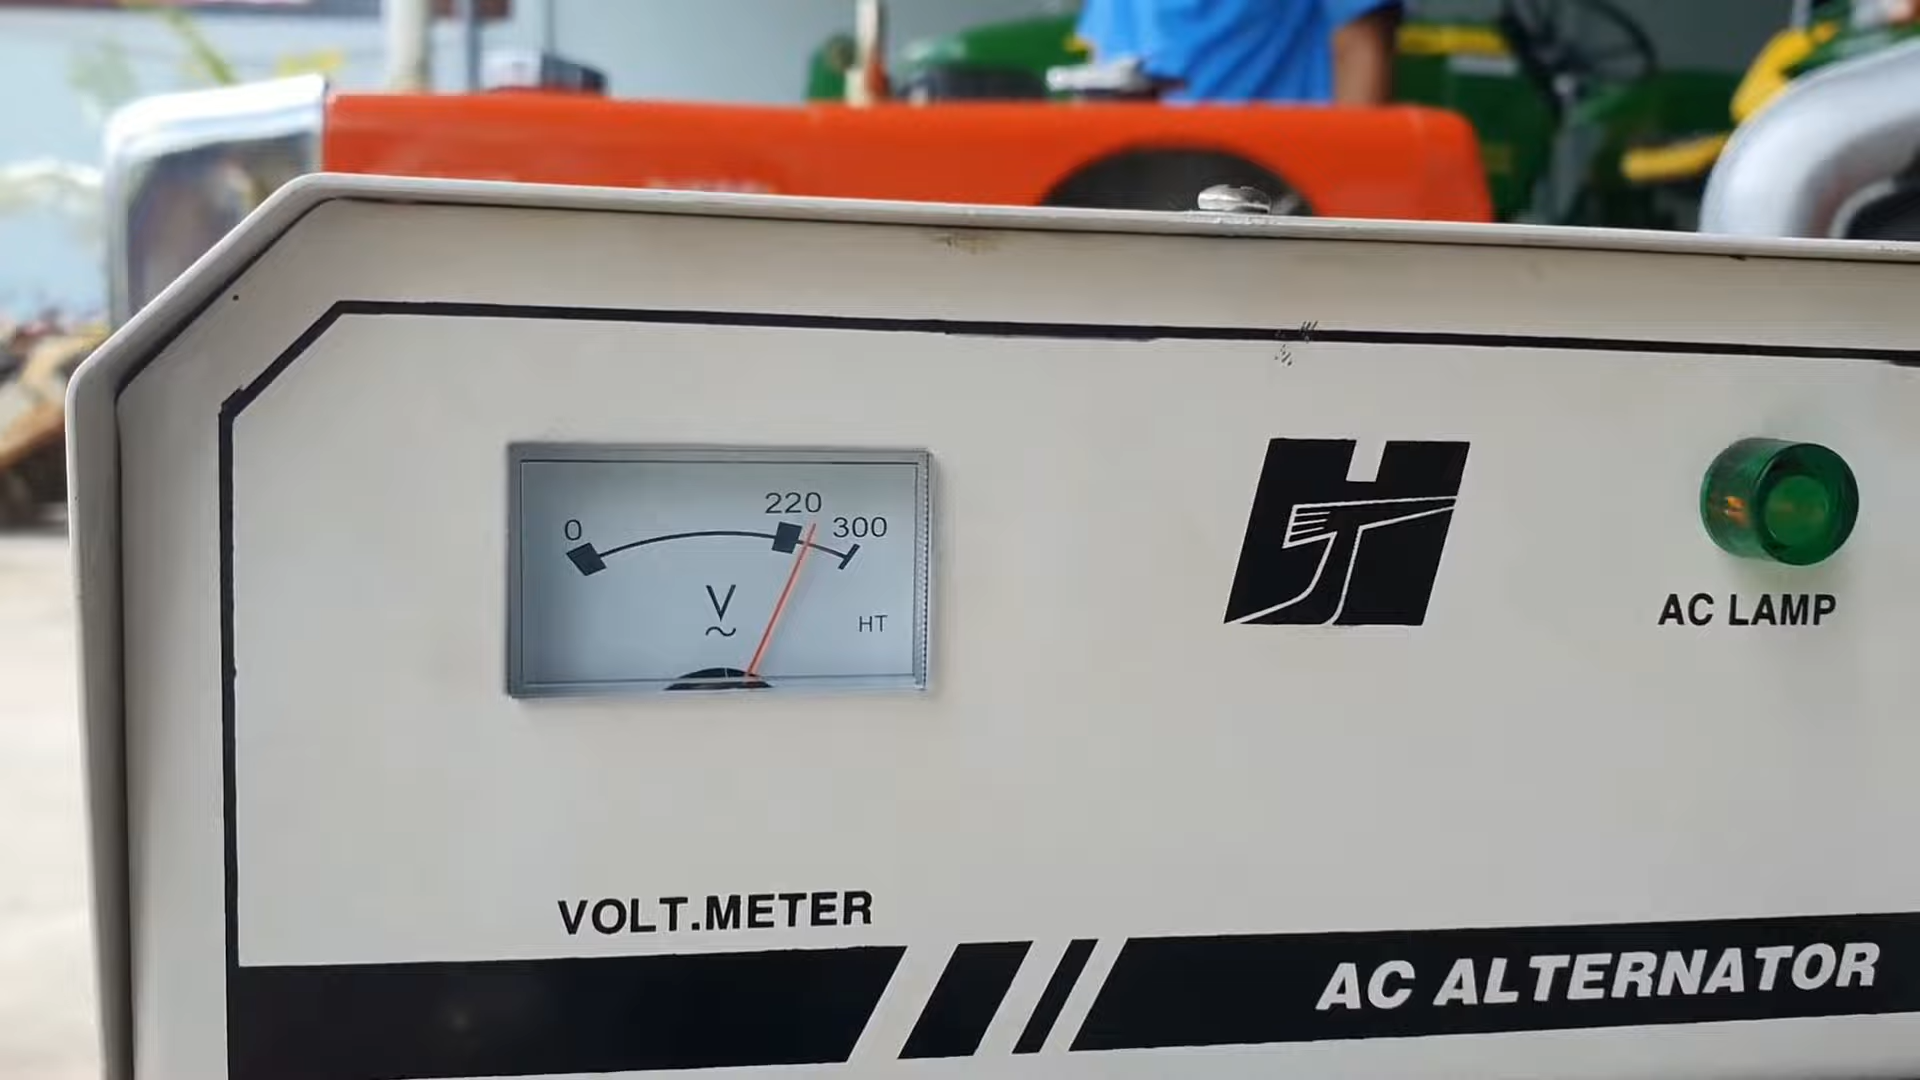 220
0
300
V
~
HT
AC LAMP
VOLT.METER
AC ALTERNATOR